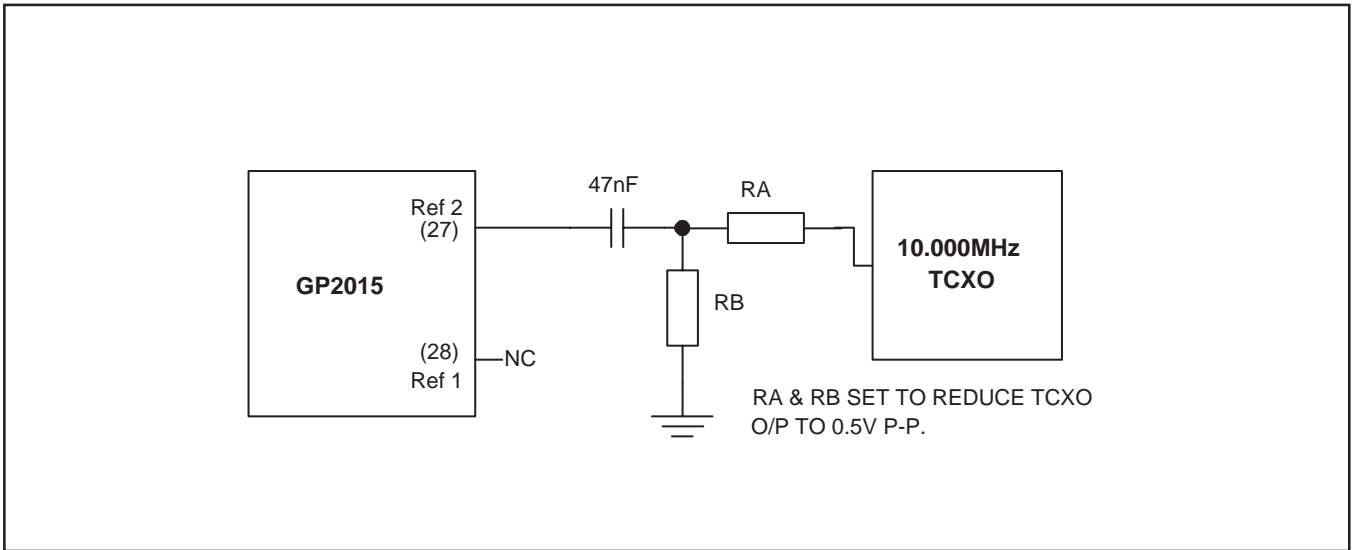 47nF
RA
Ref 2
(27)
10.000MHz
TCXO
GP2015
RB
(28)
NC
Ref 1
RA & RB SET TO REDUCE TCXO
O/P TO 0.5V P-P.